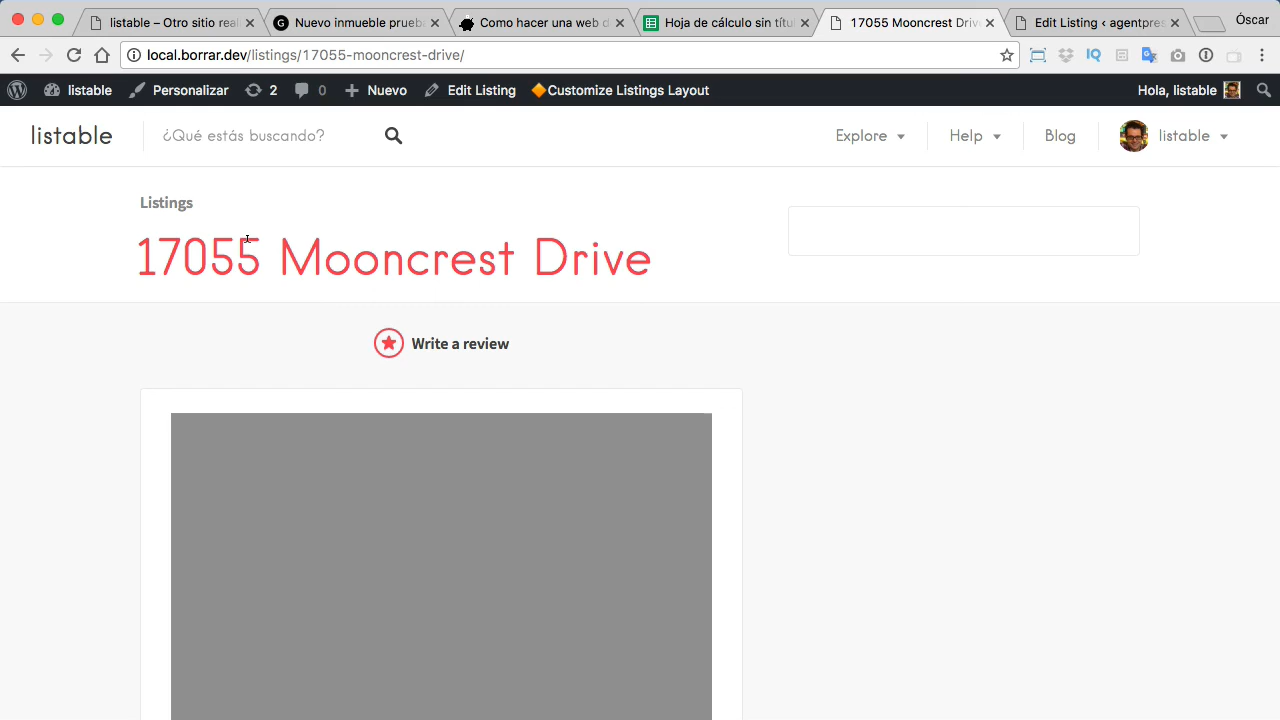 listable – Otro sitio real
Nuevo inmueble prueba
Como hacer una web d
Hoja de cálculo sin títu
17055 Mooncrest Driv
Edit Listing ‹ agentpres
Óscar
local.borrar.dev/listings/17055-mooncrest-drive/
listable
Personalizar
2
0
Nuevo
Edit Listing
Customize Listings Layout
Hola, listable
listable
¿Qué estás buscando?
Explore
Help
Blog
listable
Listings
17055 Mooncrest Drive
Write a review